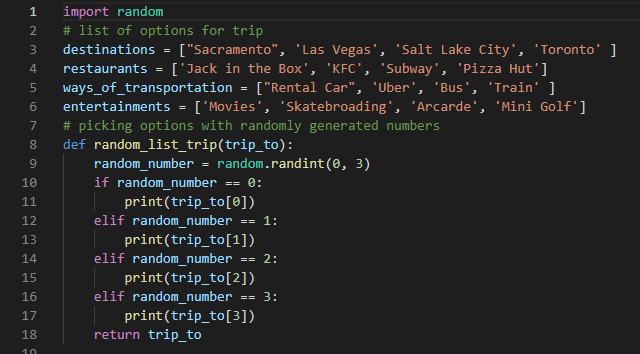 1 import random
2 # list of options for trip
3 destinations = ["Sacramento", 'Las Vegas', 'Salt Lake City', 'Toronto' ]
4 restaurants = ['Jack in the Box', 'KFC', 'Subway', 'Pizza Hut']
5 ways_of_transportation = ["Rental Car", 'Uber', 'Bus', 'Train' ]
6 entertainments = ['Movies', 'Skatebroading', 'Arcarde', 'Mini Golf']
7 # picking options with randomly generated numbers
8 def random_list_trip(trip_to):
9     random_number = random.randint(0, 3)
10     if random_number == 0:
11         print(trip_to[0])
12     elif random_number == 1:
13         print(trip_to[1])
14     elif random_number == 2:
15         print(trip_to[2])
16     elif random_number == 3:
17         print(trip_to[3])
18     return trip_to
19